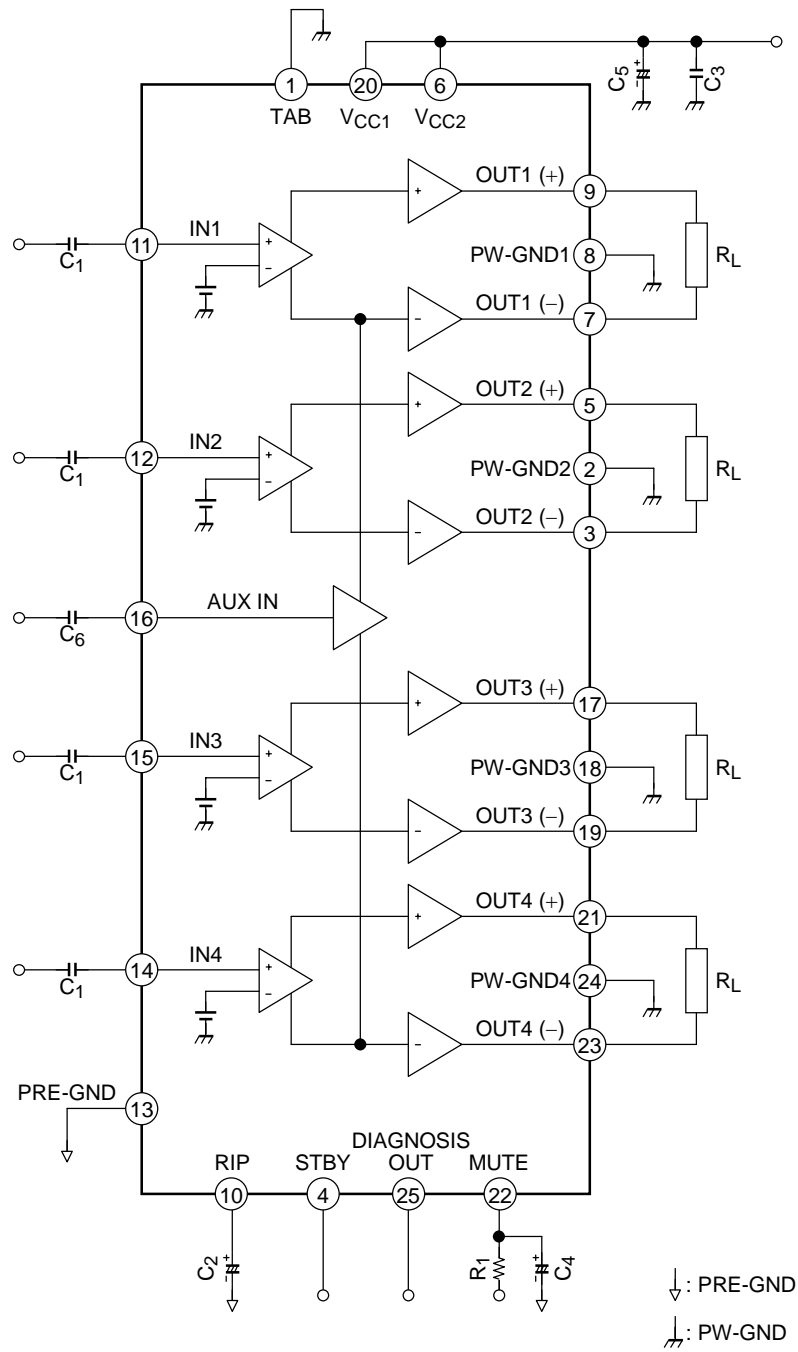 C5 + -
C3
1 20 6
TAB VCC1 VCC2
OUT1 (+) 9
+
IN1 11
C1
+
-
PW-GND1 8
RL
OUT1 (−) 7
-
OUT2 (+) 5
+
IN2 12
C1
+
-
PW-GND2 2
RL
OUT2 (−) 3
-
AUX IN 16
C6
OUT3 (+) 17
+
IN3 15
C1
+
-
PW-GND3 18
RL
OUT3 (−) 19
-
OUT4 (+) 21
+
IN4 14
C1
+
-
PW-GND4 24
RL
OUT4 (−) 23
-
PRE-GND 13
DIAGNOSIS
RIP STBY OUT MUTE
10 4 25 22
C2 + -
R1
C4 + -
: PRE-GND
: PW-GND